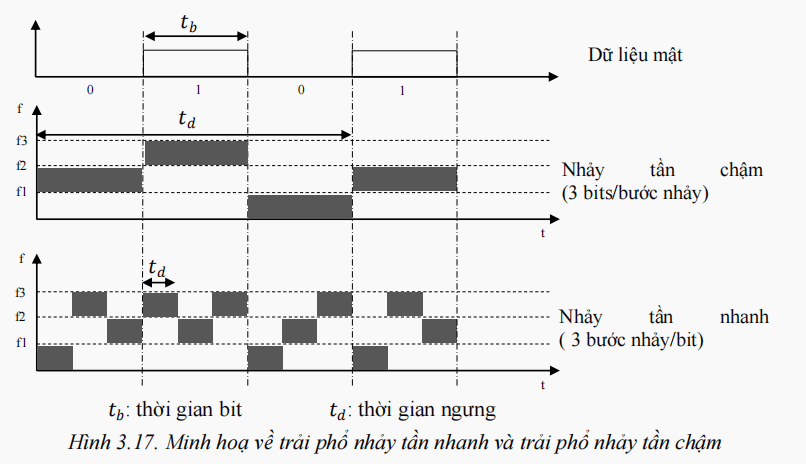 t_b
Dữ liệu mật
0 1 0 1
f
t_d
f3
f2
f1
t
Nhảy tần chậm
(3 bits/bước nhảy)
f
t_d
f3
f2
f1
t
Nhảy tần nhanh
( 3 bước nhảy/bit)
t_b: thời gian bit t_d: thời gian ngưng
Hình 3.17. Minh hoạ về trải phổ nhảy tần nhanh và trải phổ nhảy tần chậm